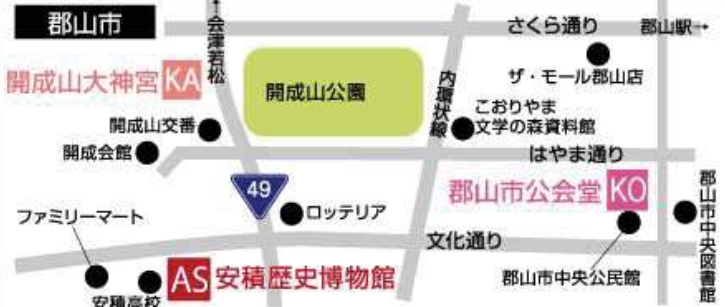 郡山市
↑会津若松
さくら通り
郡山駅→
ザ・モール郡山店
開成山大神宮 KA
開成山公園
内環状線
こおりやま
文学の森資料館
開成山交番
開成会館
はやま通り
49
郡山市公会堂 KO
郡山市中央図書館
ファミリーマート
ロッテリア
文化通り
AS 安積歴史博物館
郡山市中央公民館
安積高校